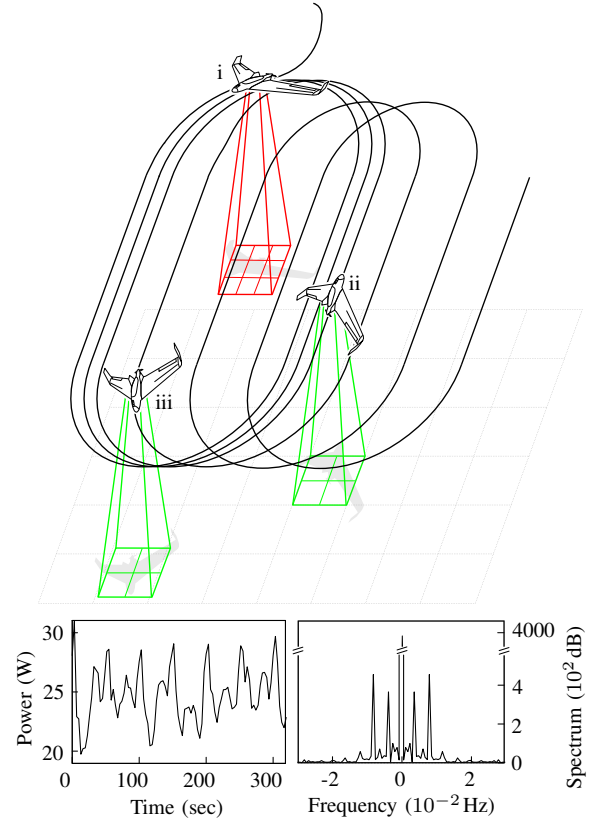 i
ii
iii
30
25
20
Power (W)
0 100 200 300
Time (sec)
4000
4
2
0
Spectrum (10² dB)
−2 0 2
Frequency (10⁻² Hz)